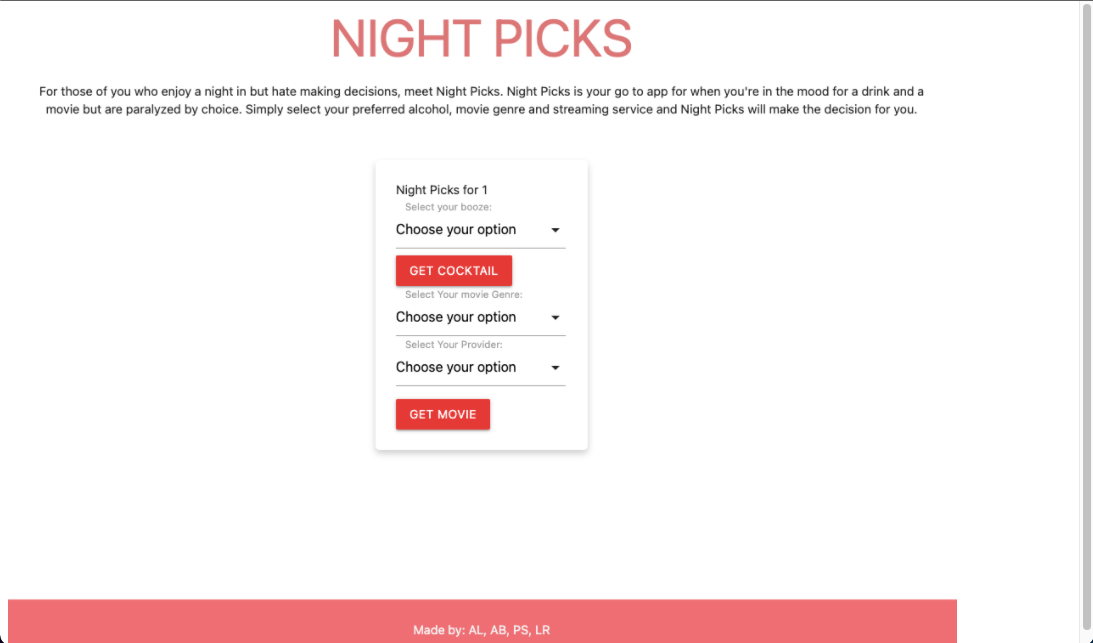 NIGHT PICKS
For those of you who enjoy a night in but hate making decisions, meet Night Picks. Night Picks is your go to app for when you're in the mood for a drink and a
movie but are paralyzed by choice. Simply select your preferred alcohol, movie genre and streaming service and Night Picks will make the decision for you.
Night Picks for 1
Select your booze:
Choose your option
GET COCKTAIL
Select Your movie Genre:
Choose your option
Select Your Provider:
Choose your option
GET MOVIE
Made by: AL, AB, PS, LR